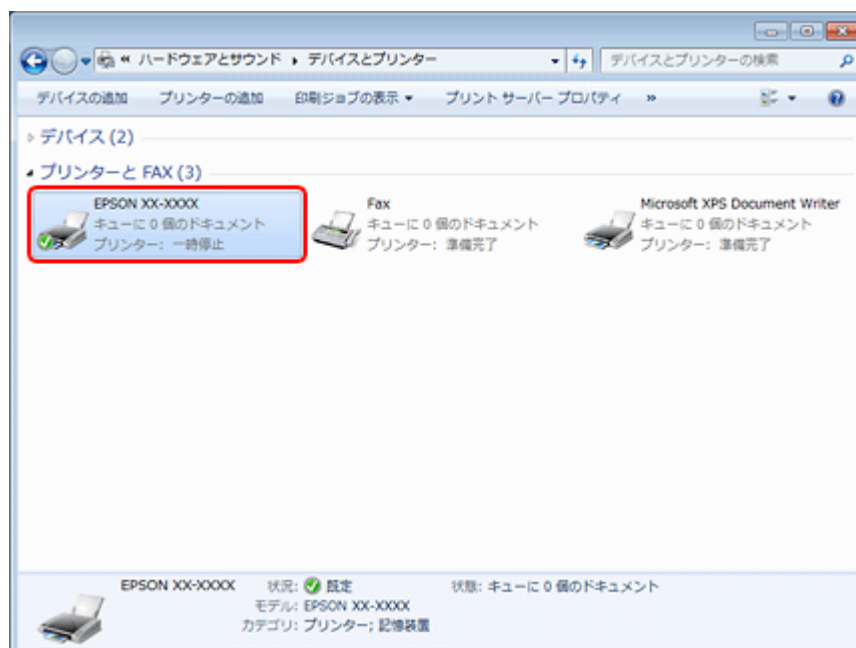 « ハードウェアとサウンド ▸ デバイスとプリンター
デバイスとプリンターの検索
デバイスの追加 プリンターの追加 印刷ジョブの表示 ▼ プリント サーバー プロパティ »
デバイス (2)
プリンターと FAX (3)
EPSON XX-XXXX
キューに 0 個のドキュメント
プリンター: 一時停止
Fax
キューに 0 個のドキュメント
プリンター: 準備完了
Microsoft XPS Document Writer
キューに 0 個のドキュメント
プリンター: 準備完了
EPSON XX-XXXX 状況: 既定 状態: キューに 0 個のドキュメント
モデル: EPSON XX-XXXX
カテゴリ: プリンター; 記憶装置